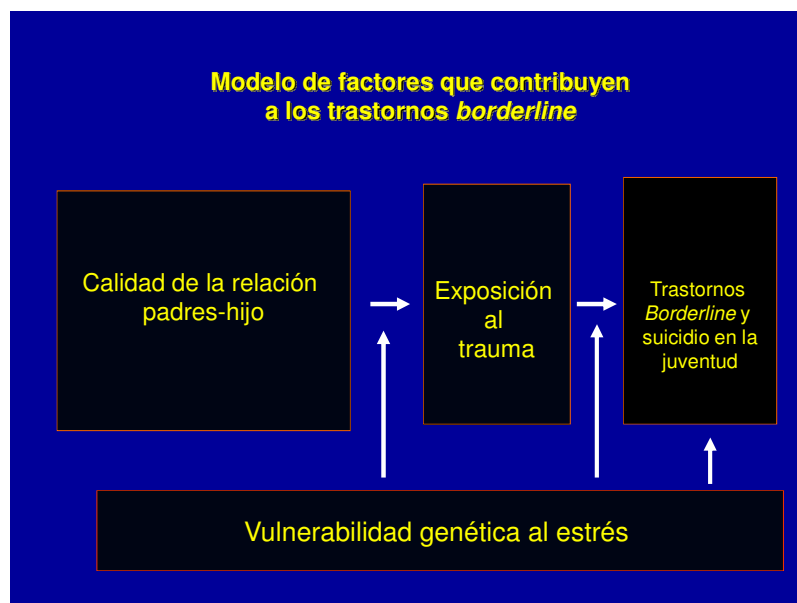 Modelo de factores que contribuyen
a los trastornos borderline
Calidad de la relación
padres-hijo
Exposición
al
trauma
Trastornos
Borderline y
suicidio en la
juventud
Vulnerabilidad genética al estrés